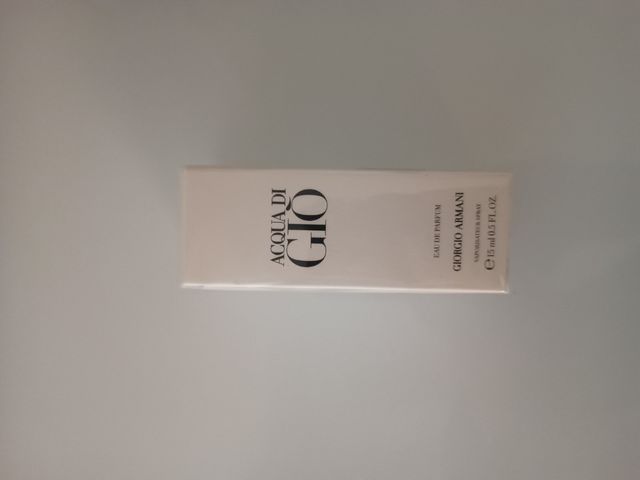 ACQUA DI
GIÒ
EAU DE PARFUM
GIORGIO ARMANI
VAPORISATEUR SPRAY
℮ 15 ml 0.5 FL.OZ.